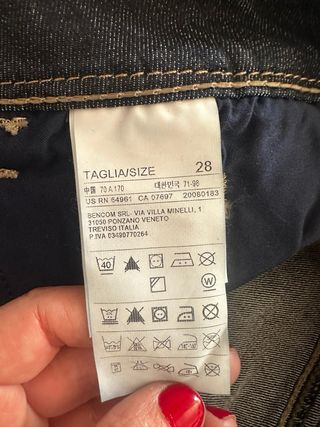 TAGLIA/SIZE 28
中国 70 A 170 대한민국 71-98
US RN 54961 CA 07697 20080183
BENCOM SRL- VIA VILLA MINELLI, 1
31050 PONZANO VENETO
TREVISO ITALIA
P.IVA 03490770264
40
W